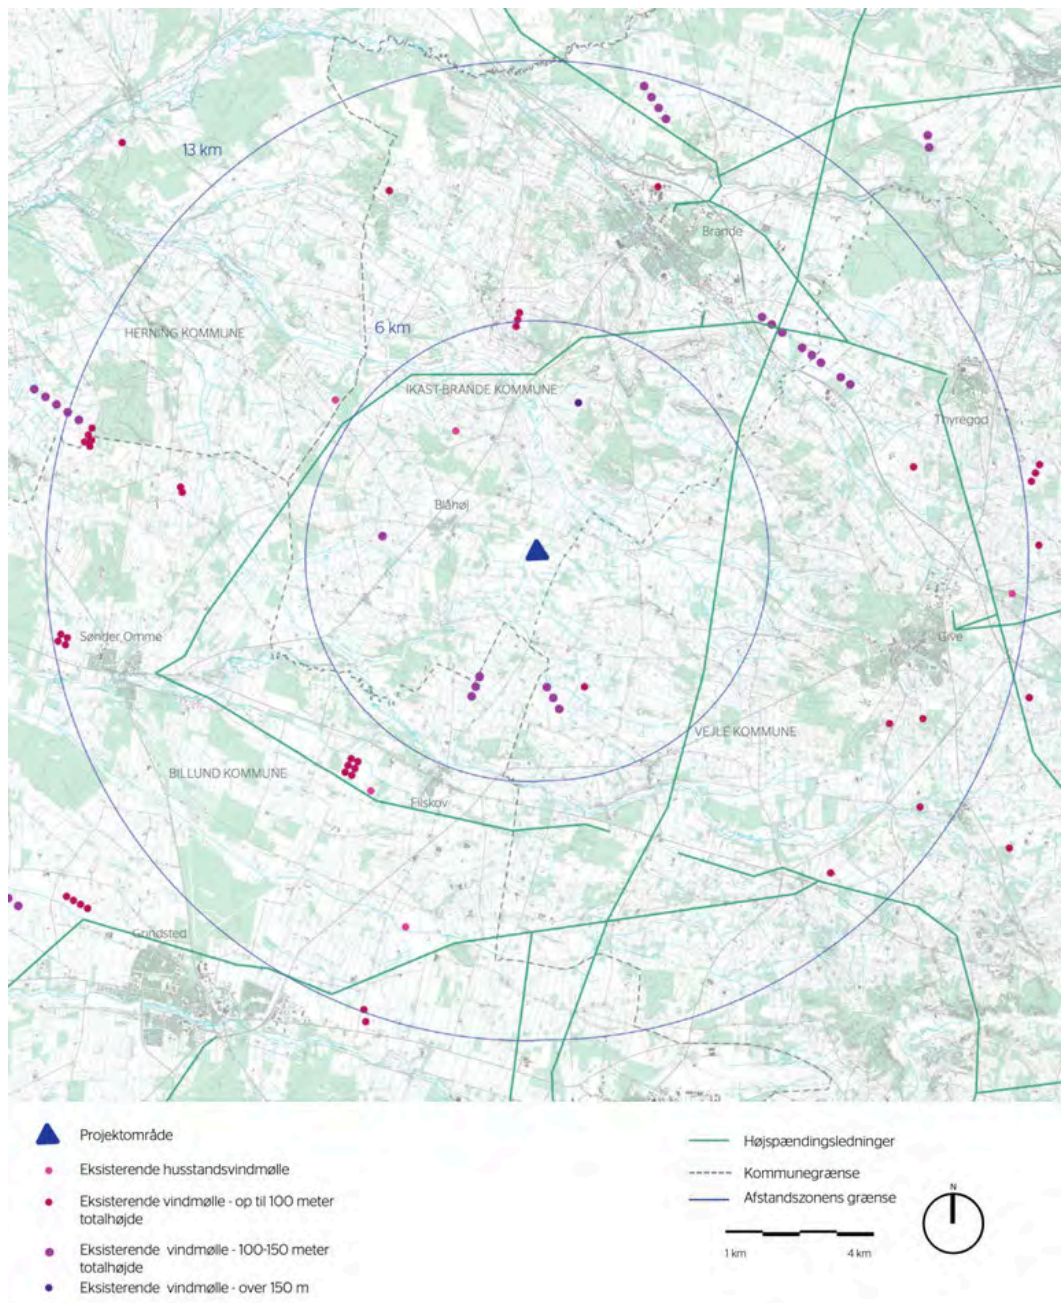 13 km
Brande
HERNING KOMMUNE
6 km
IKAST-BRANDE KOMMUNE
Thyregod
Blåhøj
Sønder Omme
Give
VEJLE KOMMUNE
BILLUND KOMMUNE
Filskov
Grindsted
Projektområde
Eksisterende husstandsvindmølle
Eksisterende vindmølle - op til 100 meter
totalhøjde
Eksisterende vindmølle - 100-150 meter
totalhøjde
Eksisterende vindmølle - over 150 m
Højspændingsledninger
Kommunegrænse
Afstandszonens grænse
N
1 km
4 km